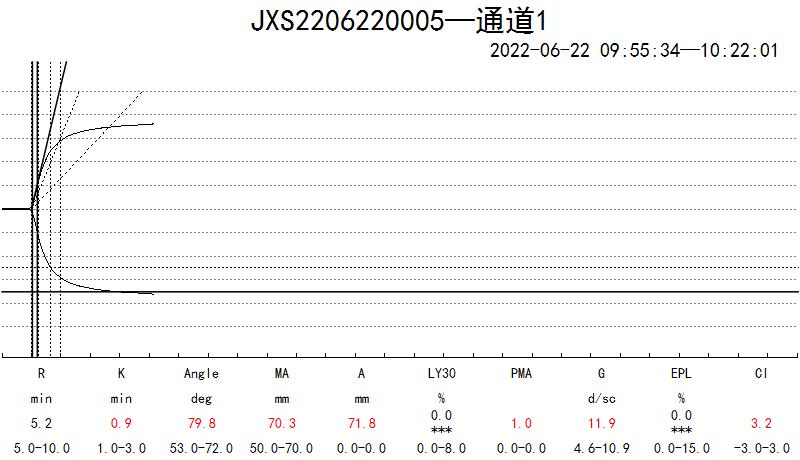 JXS2206220005—通道1
2022-06-22 09:55:34—10:22:01
R K Angle MA A LY30 PMA G EPL CI
min min deg mm mm % d/sc %
5.2 0.9 79.8 70.3 71.8 0.0 *** 1.0 11.9 0.0 *** 3.2
5.0-10.0 1.0-3.0 53.0-72.0 50.0-70.0 0.0-0.0 0.0-8.0 0.0-0.0 4.6-10.9 0.0-15.0 -3.0-3.0